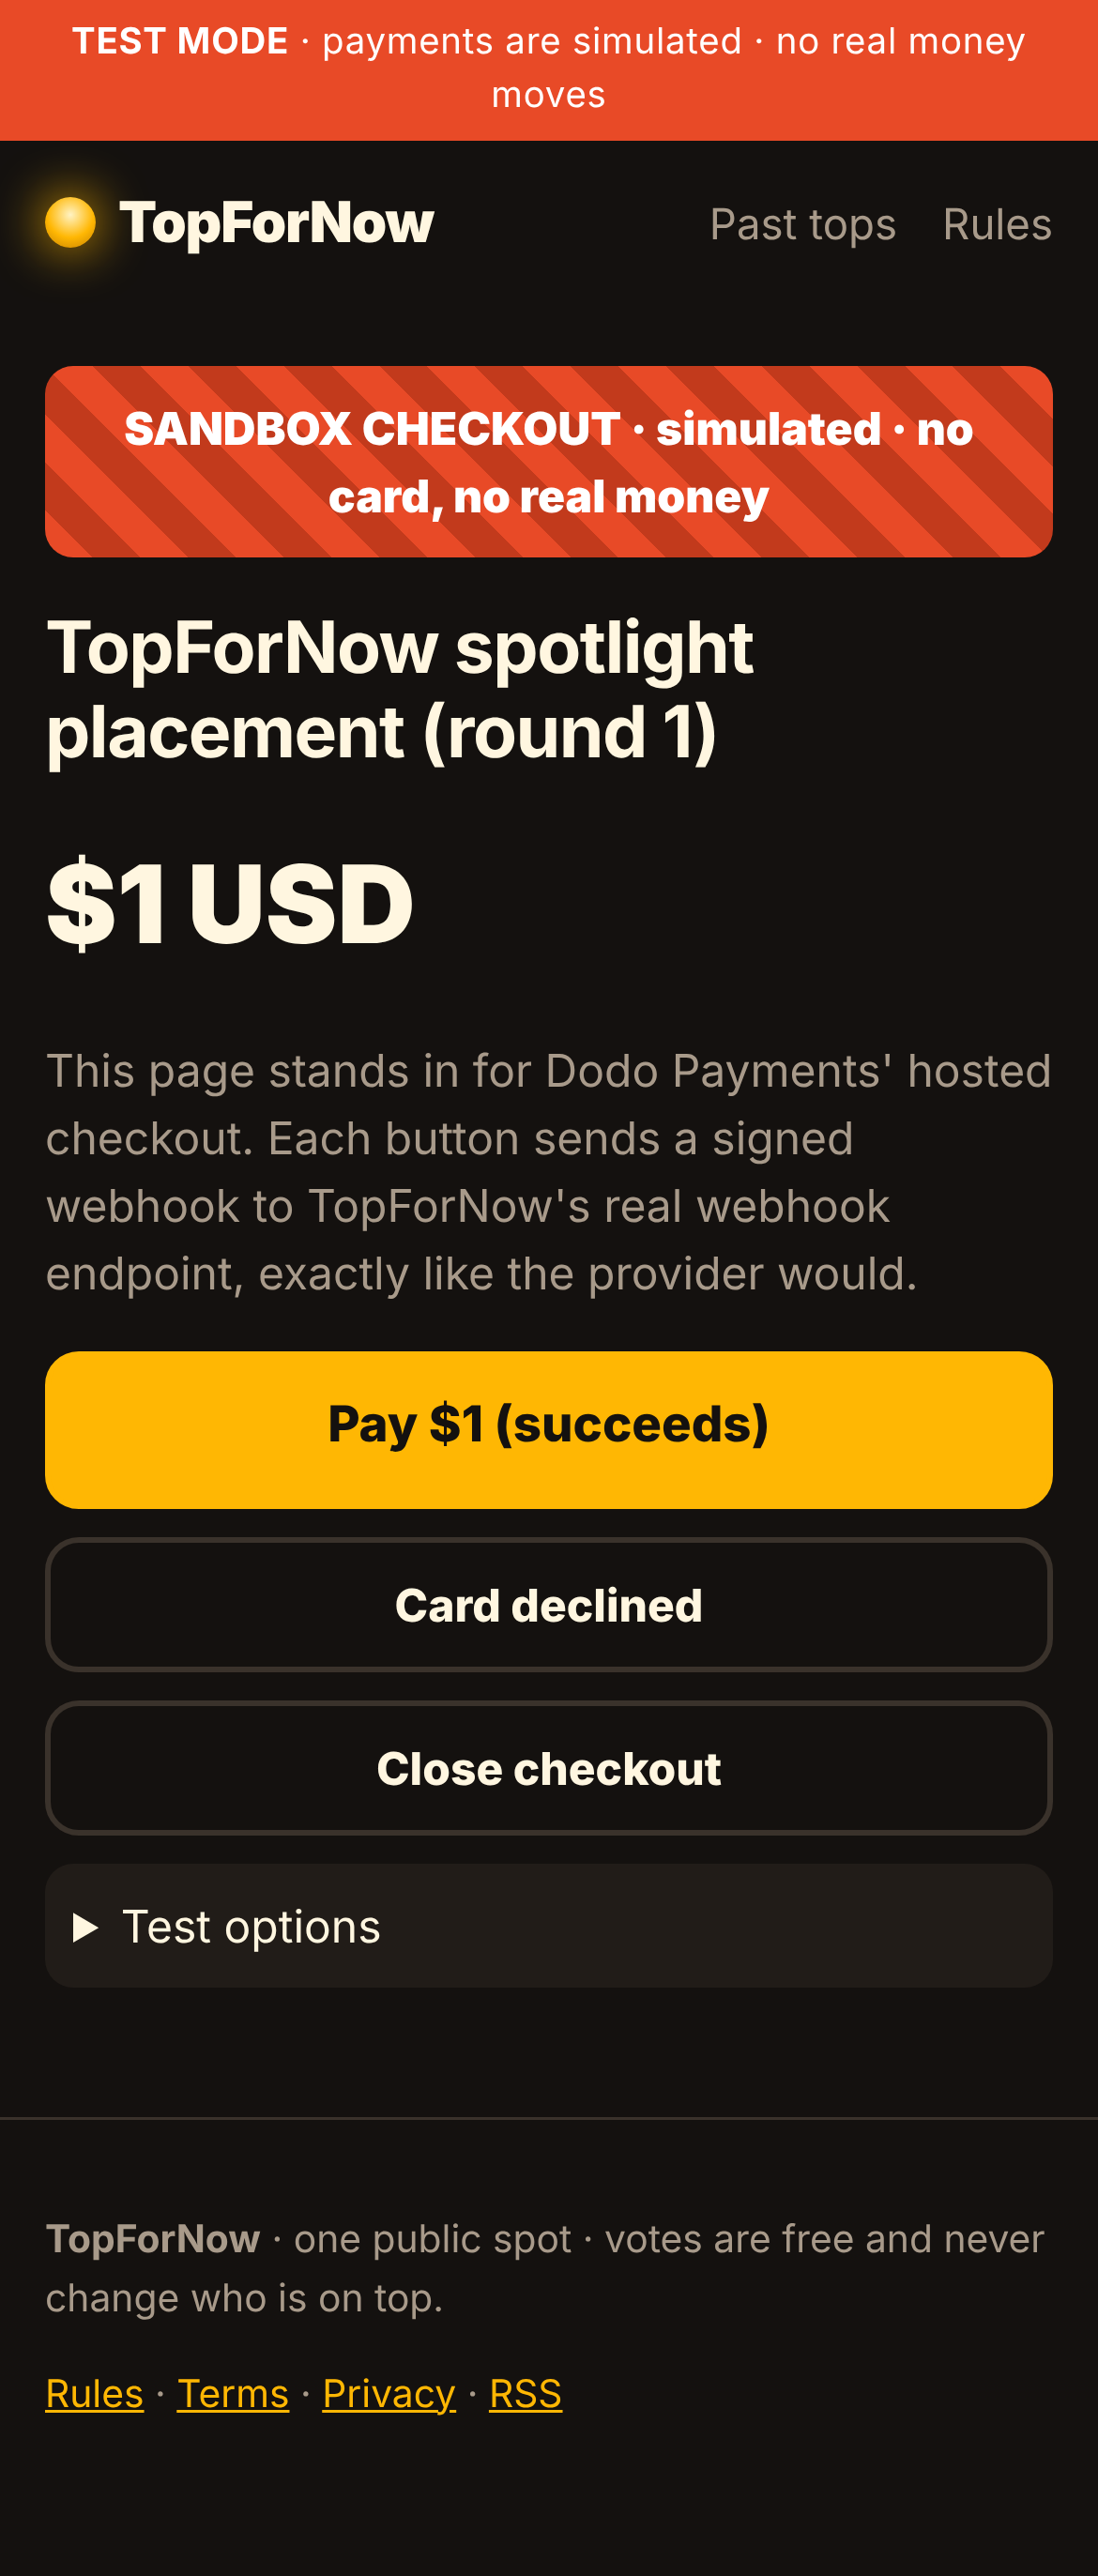 TEST MODE · payments are simulated · no real money
moves
TopForNow
Past tops
Rules
SANDBOX CHECKOUT · simulated · no
card, no real money
TopForNow spotlight
placement (round 1)
$1 USD
This page stands in for Dodo Payments' hosted
checkout. Each button sends a signed
webhook to TopForNow's real webhook
endpoint, exactly like the provider would.
Pay $1 (succeeds)
Card declined
Close checkout
Test options
TopForNow · one public spot · votes are free and never
change who is on top.
Rules · Terms · Privacy · RSS